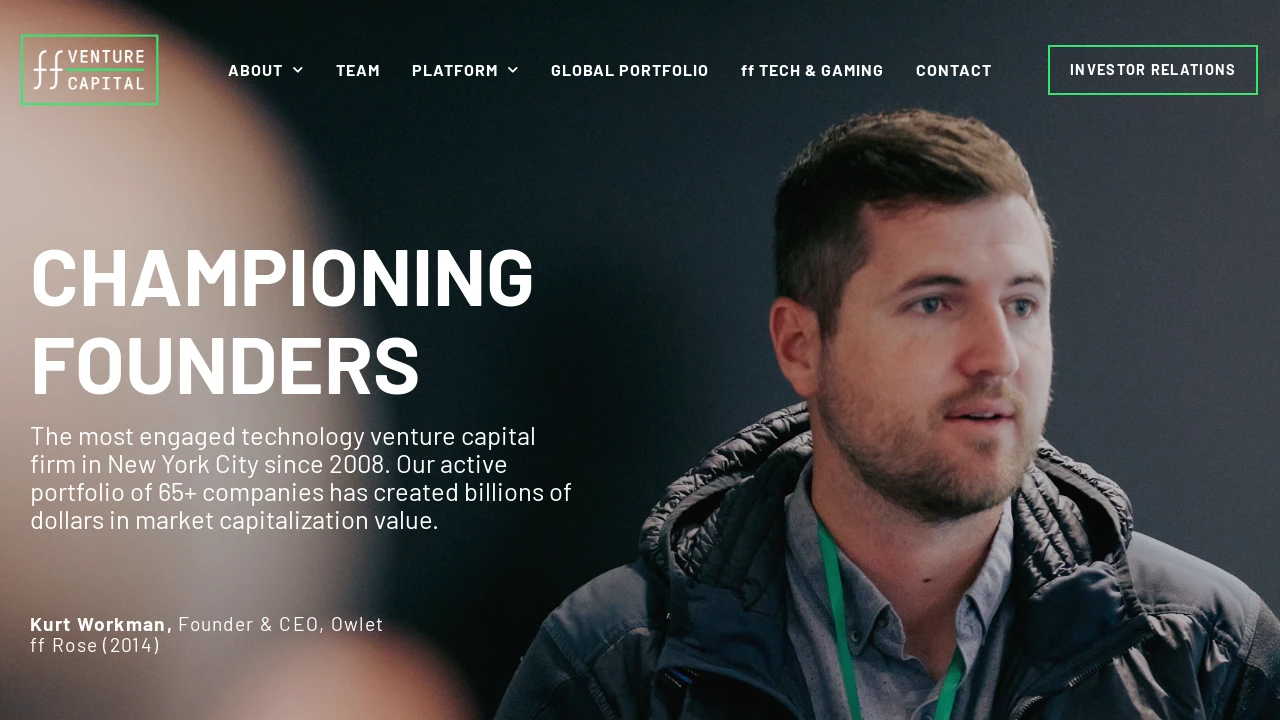 ff VENTURE
CAPITAL
ABOUT
TEAM
PLATFORM
GLOBAL PORTFOLIO
ff TECH & GAMING
CONTACT
INVESTOR RELATIONS
CHAMPIONING
FOUNDERS
The most engaged technology venture capital
firm in New York City since 2008. Our active
portfolio of 65+ companies has created billions of
dollars in market capitalization value.
Kurt Workman, Founder & CEO, Owlet
ff Rose (2014)